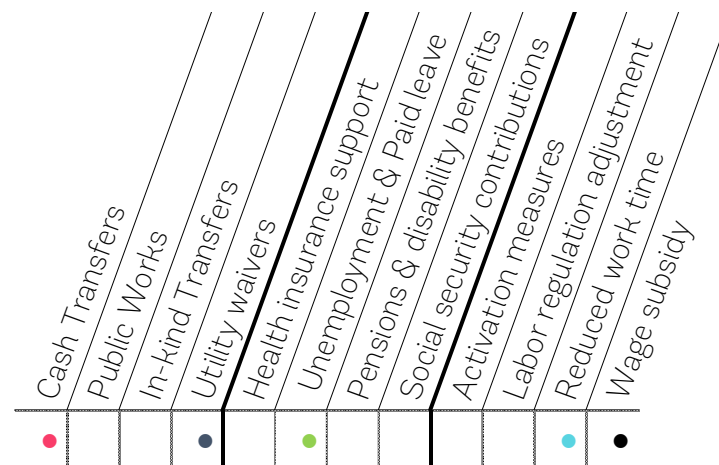 Cash Transfers
Public Works
In-kind Transfers
Utility waivers
Health insurance support
Unemployment & Paid leave
Pensions & disability benefits
Social security contributions
Activation measures
Labor regulation adjustment
Reduced work time
Wage subsidy